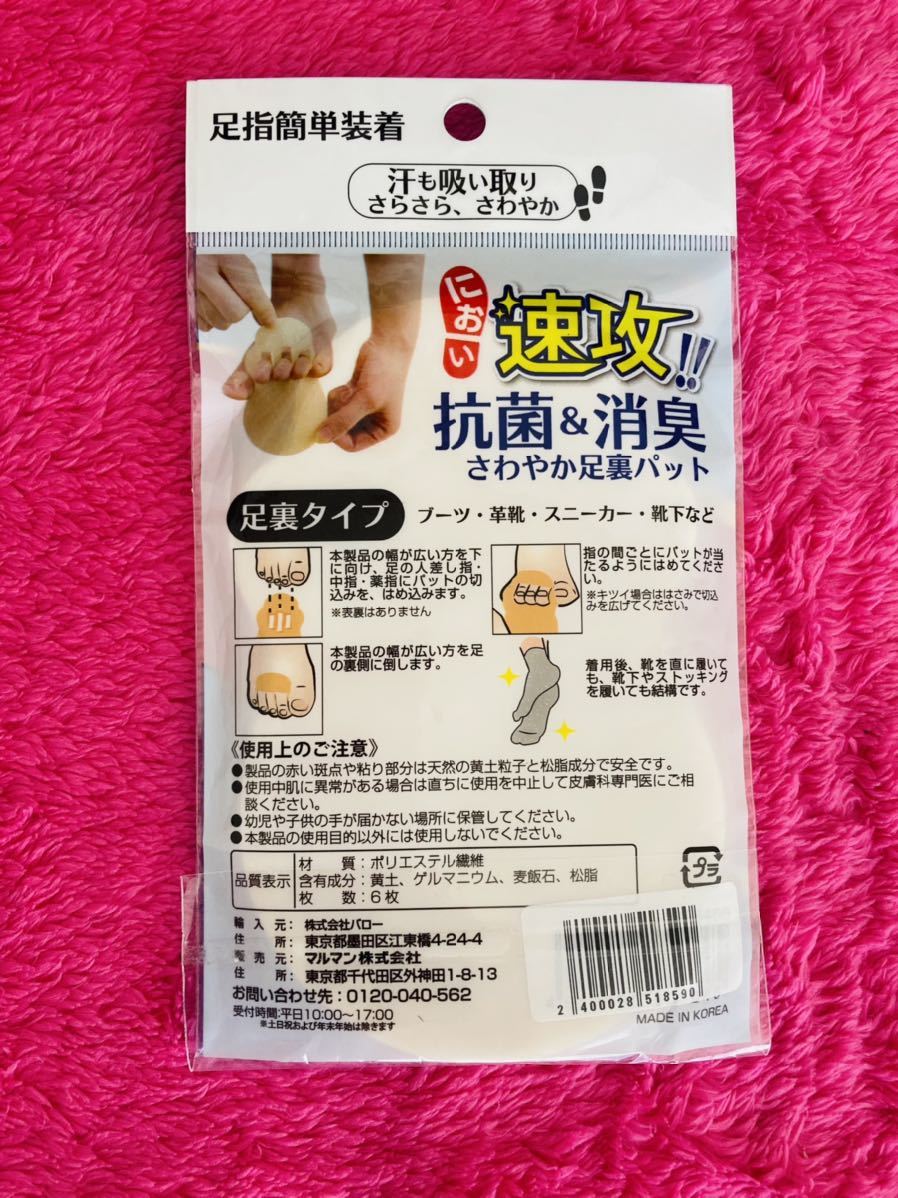 足指簡単装着
汗も吸い取り
さらさら、さわやか
におい
速攻!!
抗菌&消臭
さわやか足裏パット
足裏タイプ
ブーツ・革靴・スニーカー・靴下など
本製品の幅が広い方を下
に向け、足の人差し指・
中指・薬指にパットの切
込みを、はめ込みます。
※表裏はありません
指の間ごとにパットが当
たるようにはめてくださ
い。
※キツイ場合ははさみで切込
みを広げてください。
本製品の幅が広い方を足
の裏側に倒します。
着用後、靴を直に履いて
も、靴下やストッキング
を履いても結構です。
《使用上のご注意》
●製品の赤い斑点や粘り部分は天然の黄土粒子と松脂成分で安全です。
●使用中肌に異常がある場合は直ちに使用を中止して皮膚科専門医にご相
談ください。
●幼児や子供の手が届かない場所に保管してください。
●本製品の使用目的以外には使用しないでください。
品質表示
材 質:ポリエステル繊維
含有成分:黄土、ゲルマニウム、麦飯石、松脂
枚 数:6枚
プラ
輸入元:株式会社バロー
住 所:東京都墨田区江東橋4-24-4
販売元:マルマン株式会社
住 所:東京都千代田区外神田1-8-13
お問い合わせ先:0120-040-562
受付時間:平日10:00〜17:00
※土日祝および年末年始は除きます
2 400028 518590
MADE IN KOREA